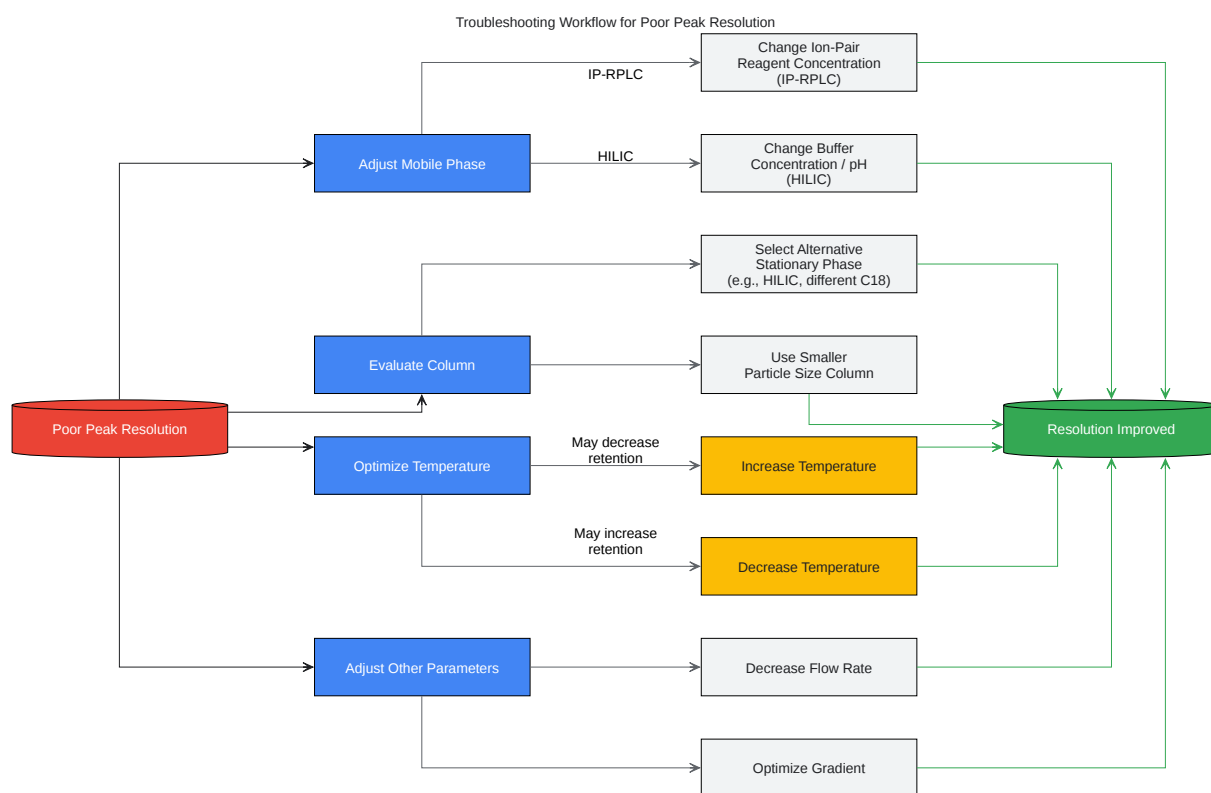 Troubleshooting Workflow for Poor Peak Resolution
Change Ion-Pair
Reagent Concentration
(IP-RPLC)
IP-RPLC
Adjust Mobile Phase
HILIC
Change Buffer
Concentration / pH
(HILIC)
Select Alternative
Stationary Phase
(e.g., HILIC, different C18)
Evaluate Column
Use Smaller
Particle Size Column
Poor Peak Resolution
Resolution Improved
Optimize Temperature
May decrease
retention
Increase Temperature
May increase
retention
Decrease Temperature
Adjust Other Parameters
Decrease Flow Rate
Optimize Gradient